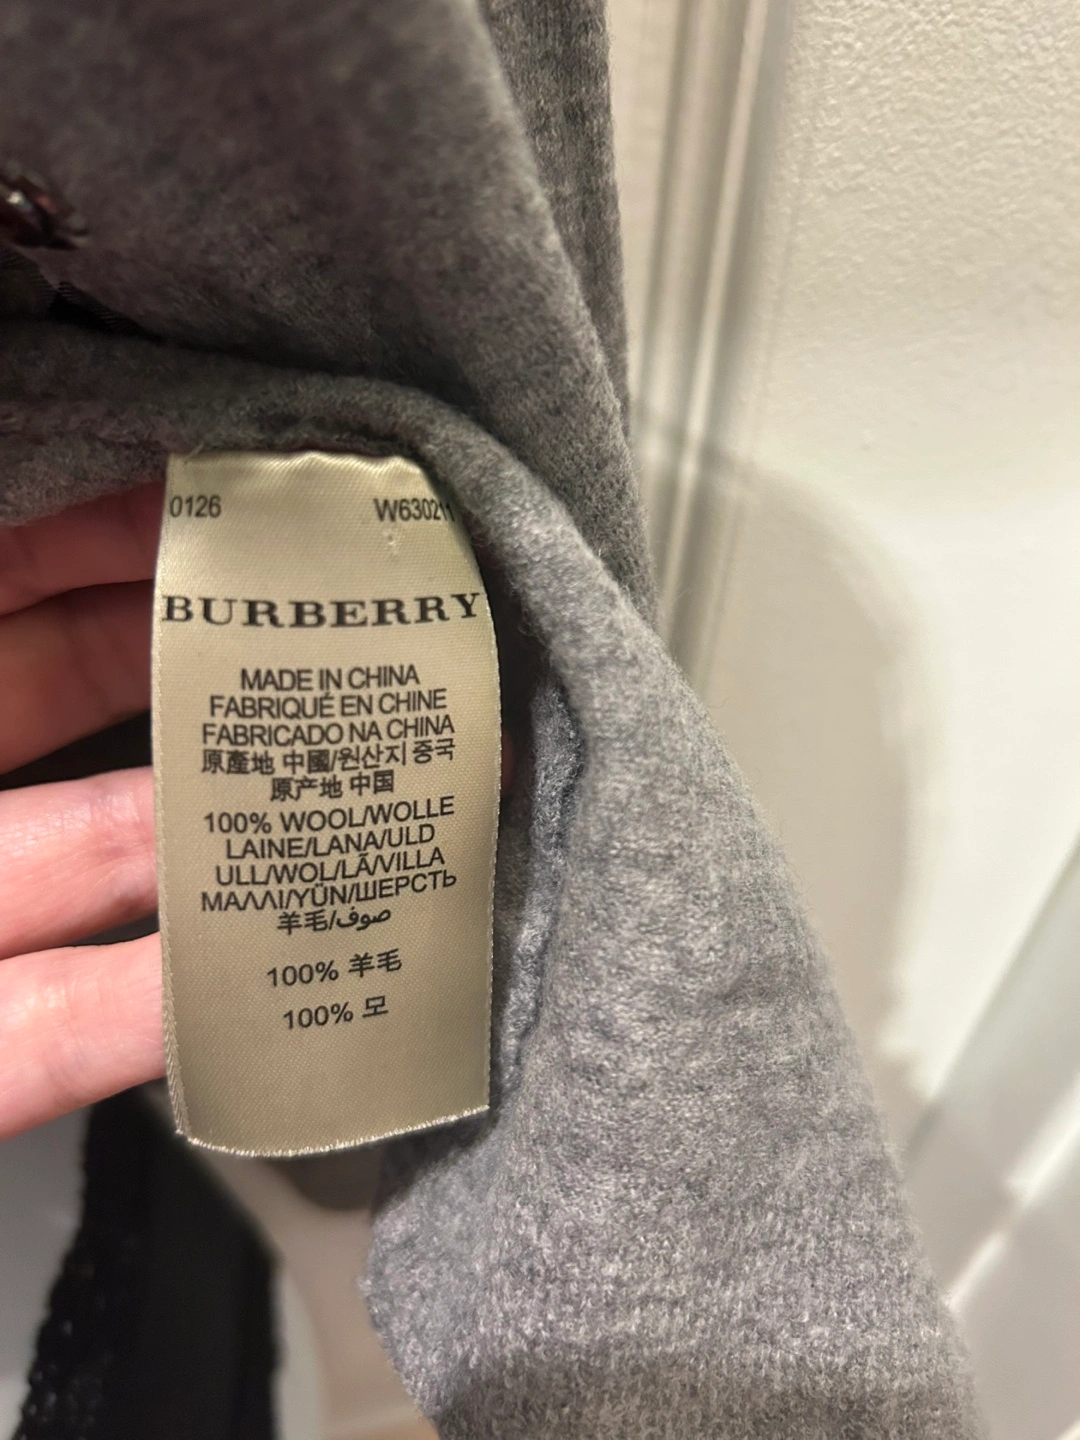 0126 W630211
BURBERRY
MADE IN CHINA
FABRIQUÉ EN CHINE
FABRICADO NA CHINA
原產地 中國/원산지 중국
原产地 中国
100% WOOL/WOLLE
LAINE/LANA/ULD
ULL/WOL/LÃ/VILLA
ΜΑΛΛΙ/YÜN/ШЕРСТЬ
羊毛/صوف
100% 羊毛
100% 모